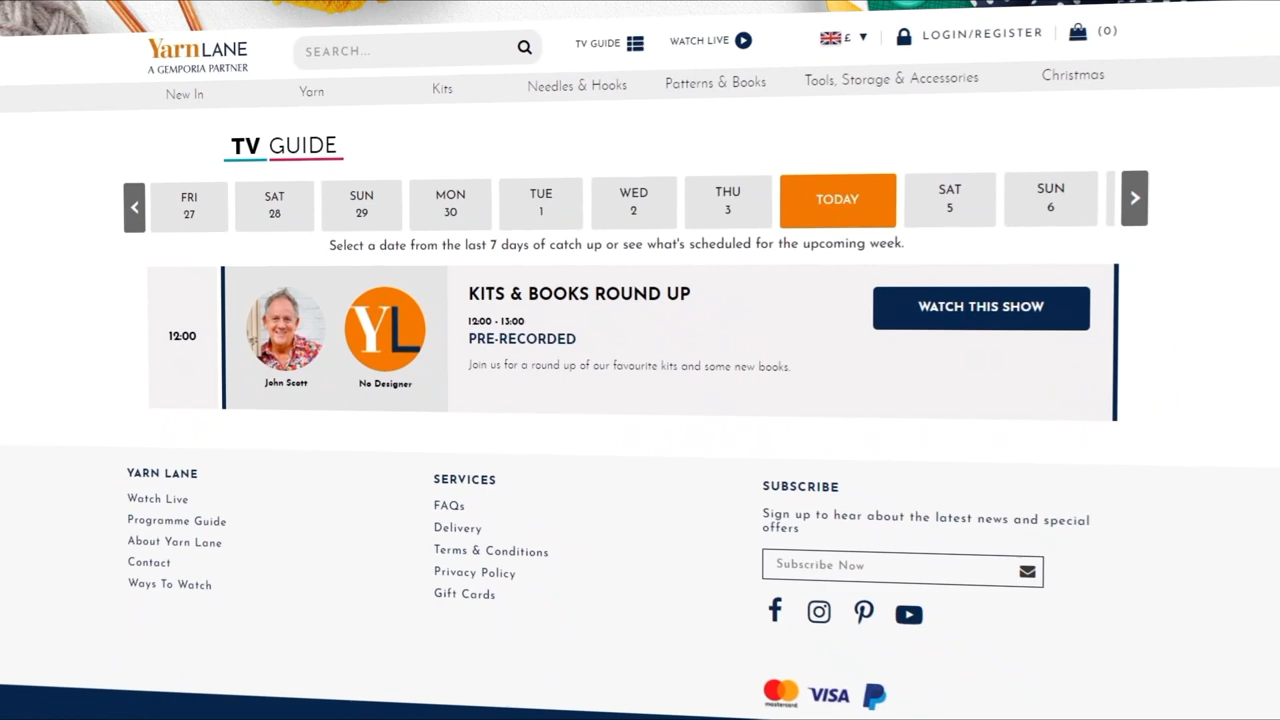 YarnLANE
A GEMPORIA PARTNER
SEARCH...
TV GUIDE
WATCH LIVE
£
LOGIN/REGISTER
(0)
New In
Yarn
Kits
Needles & Hooks
Patterns & Books
Tools, Storage & Accessories
Christmas
TV GUIDE
FRI
27
SAT
28
SUN
29
MON
30
TUE
1
WED
2
THU
3
TODAY
SAT
5
SUN
6
Select a date from the last 7 days of catch up or see what's scheduled for the upcoming week.
12:00
John Scott
YL
No Designer
KITS & BOOKS ROUND UP
12:00 - 13:00
PRE-RECORDED
Join us for a round up of our favourite kits and some new books.
WATCH THIS SHOW
YARN LANE
Watch Live
Programme Guide
About Yarn Lane
Contact
Ways To Watch
SERVICES
FAQs
Delivery
Terms & Conditions
Privacy Policy
Gift Cards
SUBSCRIBE
Sign up to hear about the latest news and special
offers
Subscribe Now
mastercard
VISA